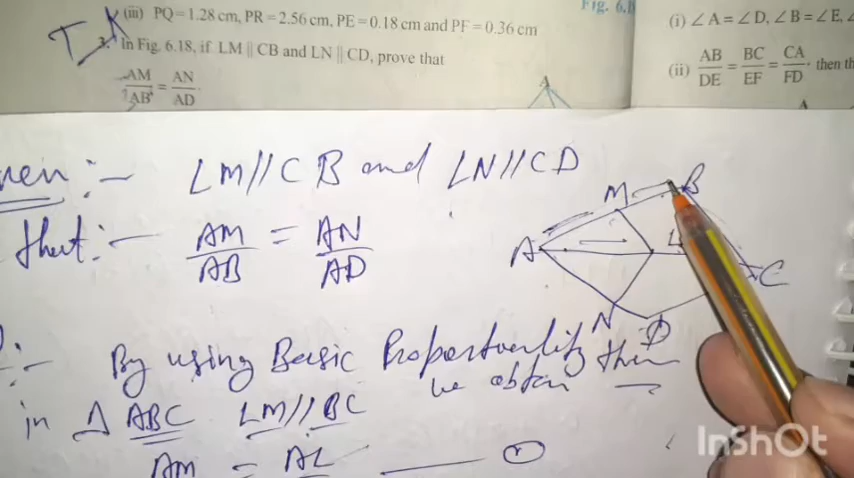 (iii) PQ = 1.28 cm, PR = 2.56 cm, PE = 0.18 cm and PF = 0.36 cm
Fig. 6.1
3. In Fig. 6.18, if LM || CB and LN || CD, prove that
AM/AB = AN/AD.
A
(i) ∠A = ∠D, ∠B = ∠E,
(ii) AB/DE = BC/EF = CA/FD, then th
A
:- LM // CB and LN // CD
that :- AM/AB = AN/AD
A M B L C N D
:- By using Basic Proportionality
we obtain
in Δ ABC LM // BC
AM = AL
InShOt